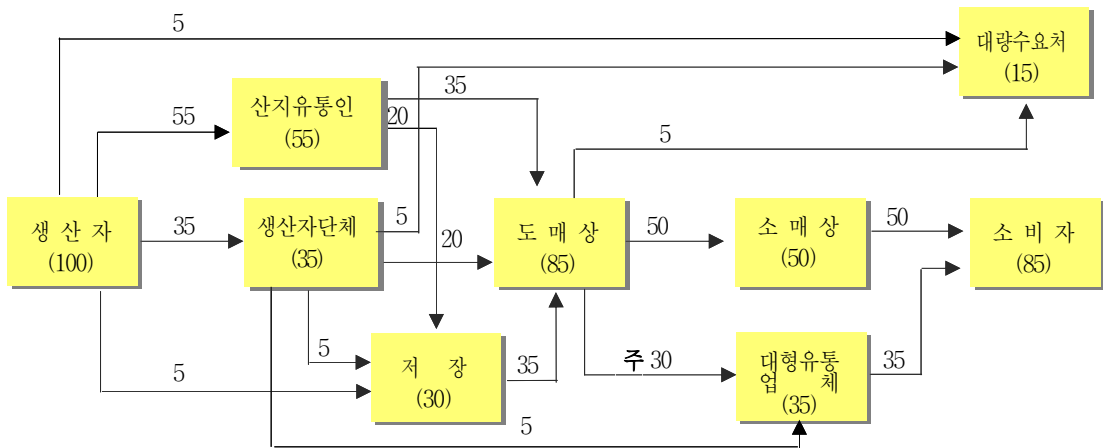 5
대량수요처
(15)
산지유통인
(55)
35
20
55
5
생 산 자
(100)
35
생산자단체
(35)
5
20
도 매 상
(85)
50
소 매 상
(50)
50
소 비 자
(85)
5
저 장
(30)
35
주 30
대형유통
업 체
(35)
35
5
5